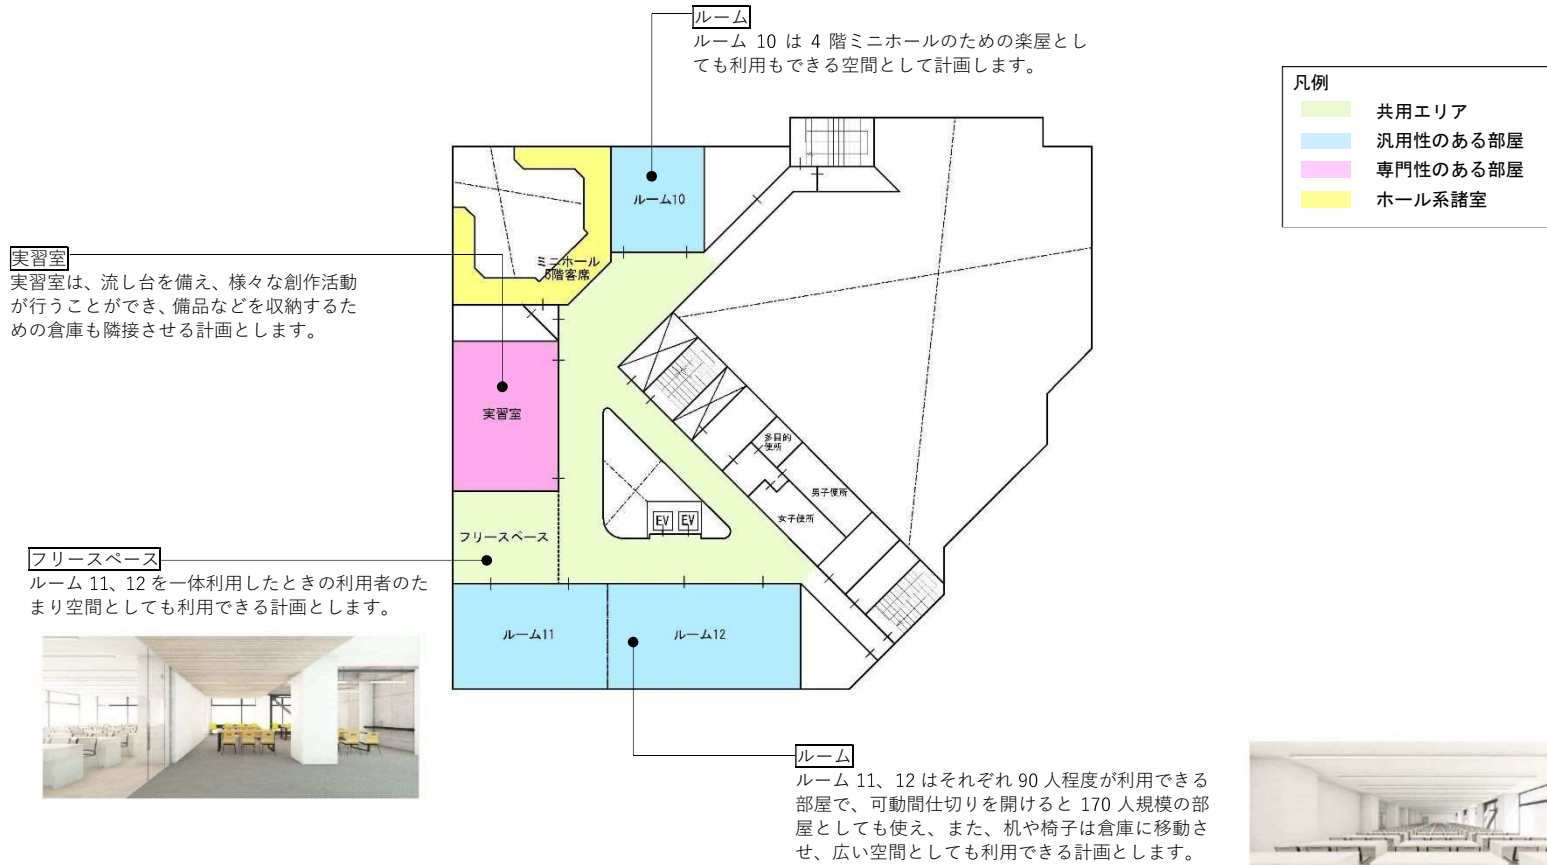 ルーム
ルーム 10 は 4 階ミニホールのための楽屋とし
ても利用もできる空間として計画します。
凡例
共用エリア
汎用性のある部屋
専門性のある部屋
ホール系諸室
ルーム10
実習室
実習室は、流し台を備え、様々な創作活動
が行うことができ、備品などを収納するた
めの倉庫も隣接させる計画とします。
ミニホール
5階客席
実習室
多目的
便所
男子便所
女子便所
EV EV
フリースペース
フリースペース
ルーム 11、12 を一体利用したときの利用者のた
まり空間としても利用できる計画とします。
ルーム11
ルーム12
ルーム
ルーム 11、12 はそれぞれ 90 人程度が利用できる
部屋で、可動間仕切りを開けると 170 人規模の部
屋としても使え、また、机や椅子は倉庫に移動さ
せ、広い空間としても利用できる計画とします。